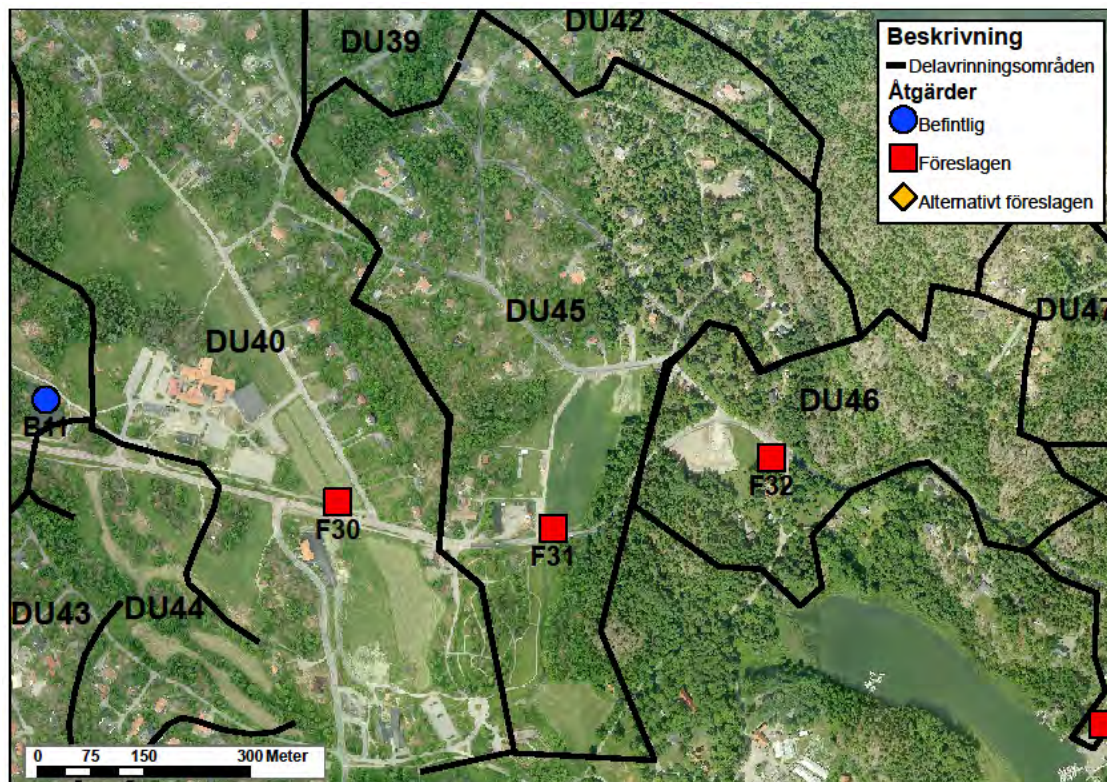 DU39
DU42
Beskrivning
Delavrinningsområden
Åtgärder
Befintlig
Föreslagen
Alternativt föreslagen
DU45
DU47
DU40
DU46
B41
F32
F30
F31
DU43
DU44
0 75 150 300 Meter